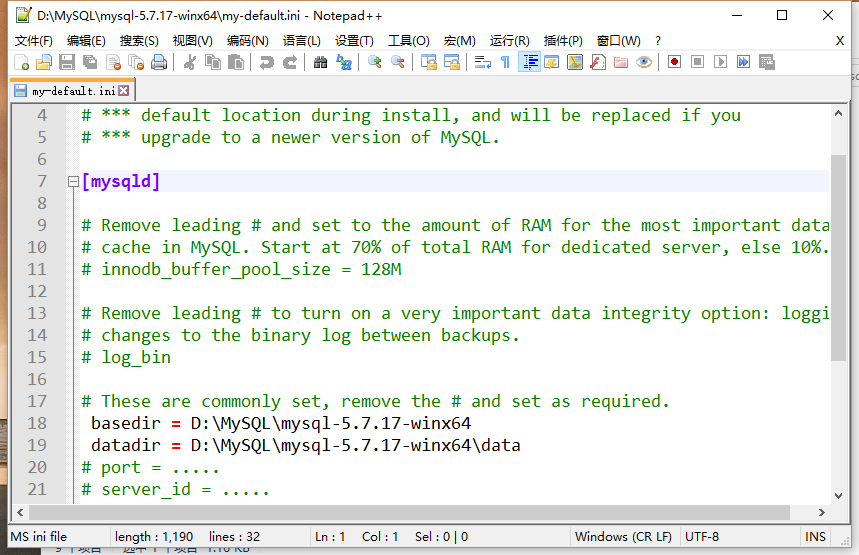 D:\MySQL\mysql-5.7.17-winx64\my-default.ini - Notepad++
文件(F) 编辑(E) 搜索(S) 视图(V) 编码(N) 语言(L) 设置(T) 工具(O) 宏(M) 运行(R) 插件(P) 窗口(W) ? X
my-default.ini
4 # *** default location during install, and will be replaced if you
5 # *** upgrade to a newer version of MySQL.
6
7 [mysqld]
8
9 # Remove leading # and set to the amount of RAM for the most important data
10 # cache in MySQL. Start at 70% of total RAM for dedicated server, else 10%.
11 # innodb_buffer_pool_size = 128M
12
13 # Remove leading # to turn on a very important data integrity option: loggi
14 # changes to the binary log between backups.
15 # log_bin
16
17 # These are commonly set, remove the # and set as required.
18 basedir = D:\MySQL\mysql-5.7.17-winx64
19 datadir = D:\MySQL\mysql-5.7.17-winx64\data
20 # port = .....
21 # server_id = .....
MS ini file length : 1,190 lines : 32 Ln : 1 Col : 1 Sel : 0 | 0 Windows (CR LF) UTF-8 INS